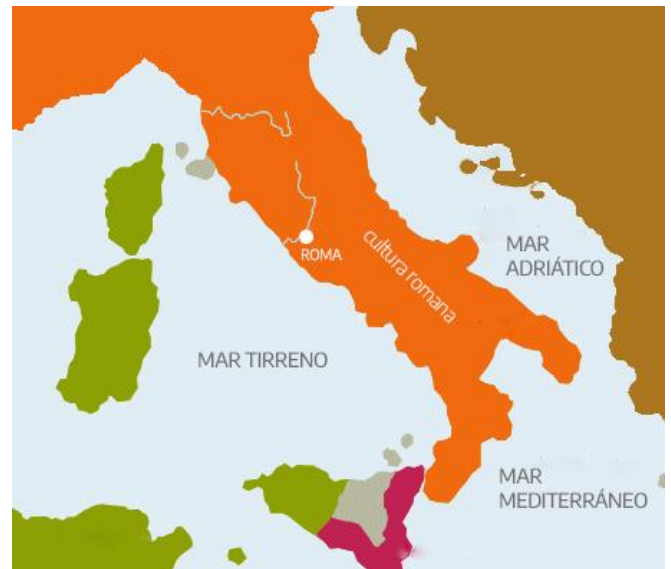 MAR
ADRIÁTICO
ROMA
cultura romana
MAR TIRRENO
MAR
MEDITERRÁNEO